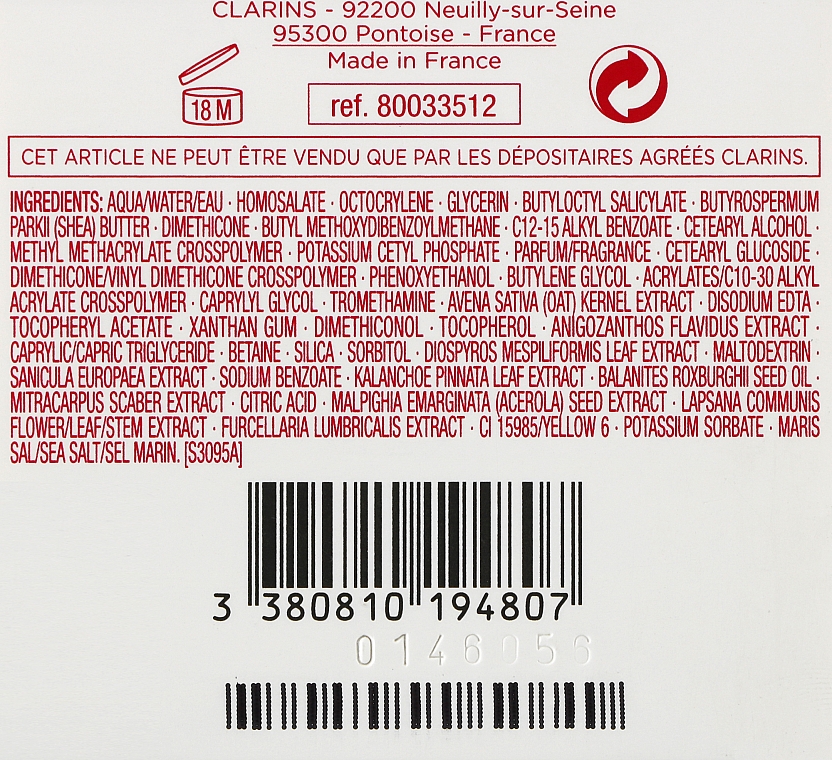 CLARINS - 92200 Neuilly-sur-Seine
95300 Pontoise - France
Made in France
18 M
ref. 80033512
CET ARTICLE NE PEUT ÊTRE VENDU QUE PAR LES DÉPOSITAIRES AGRÉÉS CLARINS.
INGREDIENTS: AQUA/WATER/EAU · HOMOSALATE · OCTOCRYLENE · GLYCERIN · BUTYLOCTYL SALICYLATE · BUTYROSPERMUM
PARKII (SHEA) BUTTER · DIMETHICONE · BUTYL METHOXYDIBENZOYLMETHANE · C12-15 ALKYL BENZOATE · CETEARYL ALCOHOL ·
METHYL METHACRYLATE CROSSPOLYMER · POTASSIUM CETYL PHOSPHATE · PARFUM/FRAGRANCE · CETEARYL GLUCOSIDE ·
DIMETHICONE/VINYL DIMETHICONE CROSSPOLYMER · PHENOXYETHANOL · BUTYLENE GLYCOL · ACRYLATES/C10-30 ALKYL
ACRYLATE CROSSPOLYMER · CAPRYLYL GLYCOL · TROMETHAMINE · AVENA SATIVA (OAT) KERNEL EXTRACT · DISODIUM EDTA ·
TOCOPHERYL ACETATE · XANTHAN GUM · DIMETHICONOL · TOCOPHEROL · ANIGOZANTHOS FLAVIDUS EXTRACT ·
CAPRYLIC/CAPRIC TRIGLYCERIDE · BETAINE · SILICA · SORBITOL · DIOSPYROS MESPILIFORMIS LEAF EXTRACT · MALTODEXTRIN ·
SANICULA EUROPAEA EXTRACT · SODIUM BENZOATE · KALANCHOE PINNATA LEAF EXTRACT · BALANITES ROXBURGHII SEED OIL ·
MITRACARPUS SCABER EXTRACT · CITRIC ACID · MALPIGHIA EMARGINATA (ACEROLA) SEED EXTRACT · LAPSANA COMMUNIS
FLOWER/LEAF/STEM EXTRACT · FURCELLARIA LUMBRICALIS EXTRACT · CI 15985/YELLOW 6 · POTASSIUM SORBATE · MARIS
SAL/SEA SALT/SEL MARIN. [S3095A]
3 380810 194807
0146056